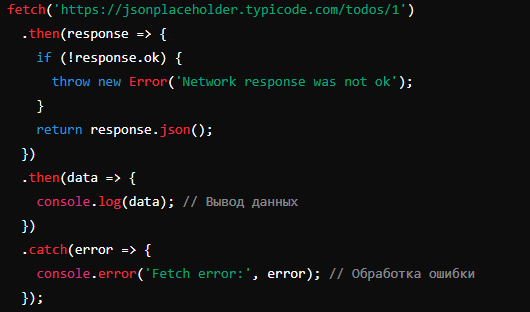 fetch('https://jsonplaceholder.typicode.com/todos/1')
  .then(response => {
    if (!response.ok) {
      throw new Error('Network response was not ok');
    }
    return response.json();
  })
  .then(data => {
    console.log(data); // Вывод данных
  })
  .catch(error => {
    console.error('Fetch error:', error); // Обработка ошибки
  });